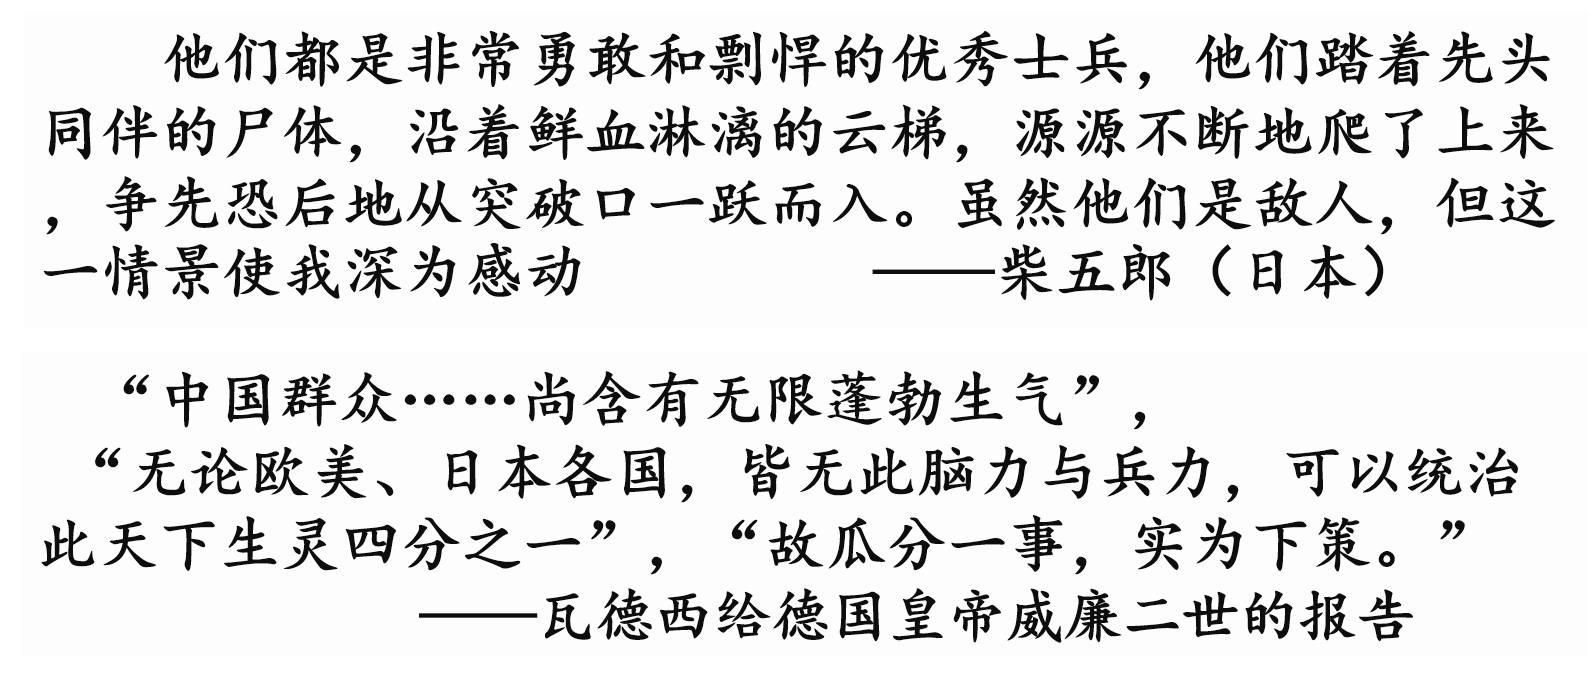 他们都是非常勇敢和剽悍的优秀士兵，他们踏着先头
同伴的尸体，沿着鲜血淋漓的云梯，源源不断地爬了上来
，争先恐后地从突破口一跃而入。虽然他们是敌人，但这
一情景使我深为感动 ——柴五郎（日本）
“中国群众……尚含有无限蓬勃生气”，
“无论欧美、日本各国，皆无此脑力与兵力，可以统治
此天下生灵四分之一”，“故瓜分一事，实为下策。”
——瓦德西给德国皇帝威廉二世的报告